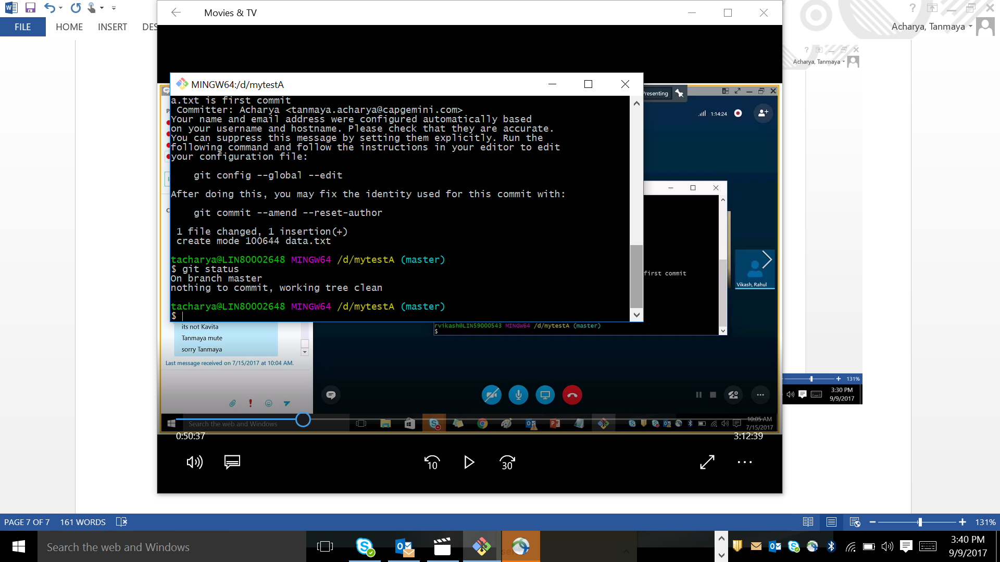 Movies & TV
FILE
HOME
INSERT
DES
Acharya, Tanmaya
Acharya, Tanmaya
MINGW64:/d/mytestA
a.txt is first commit
Committer: Acharya <tanmaya.acharya@capgemini.com>
Your name and email address were configured automatically based
on your username and hostname. Please check that they are accurate.
You can suppress this message by setting them explicitly. Run the
following command and follow the instructions in your editor to edit
your configuration file:
git config --global --edit
After doing this, you may fix the identity used for this commit with:
git commit --amend --reset-author
1 file changed, 1 insertion(+)
create mode 100644 data.txt
tacharya@LIN80002648 MINGW64 /d/mytestA (master)
$ git status
On branch master
nothing to commit, working tree clean
tacharya@LIN80002648 MINGW64 /d/mytestA (master)
$
Presenting
1:14:24
first commit
Vikash, Rahul
rvikash@LIN59000543 MINGW64 /d/mytestA (master)
$
its not Kavita
Tanmaya mute
sorry Tanmaya
Last message received on 7/15/2017 at 10:04 AM.
131%
3:30 PM
9/9/2017
Search the web and Windows
10:05 AM
7/15/2017
0:50:37
3:12:39
10
30
PAGE 7 OF 7
161 WORDS
131%
Search the web and Windows
3:40 PM
9/9/2017